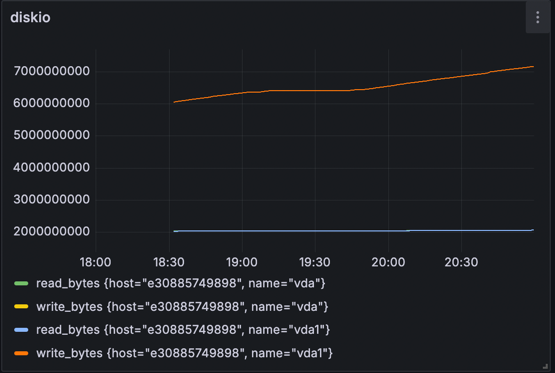 diskio
7000000000
6000000000
5000000000
4000000000
3000000000
2000000000
18:00 18:30 19:00 19:30 20:00 20:30
read_bytes {host="e30885749898", name="vda"}
write_bytes {host="e30885749898", name="vda"}
read_bytes {host="e30885749898", name="vda1"}
write_bytes {host="e30885749898", name="vda1"}